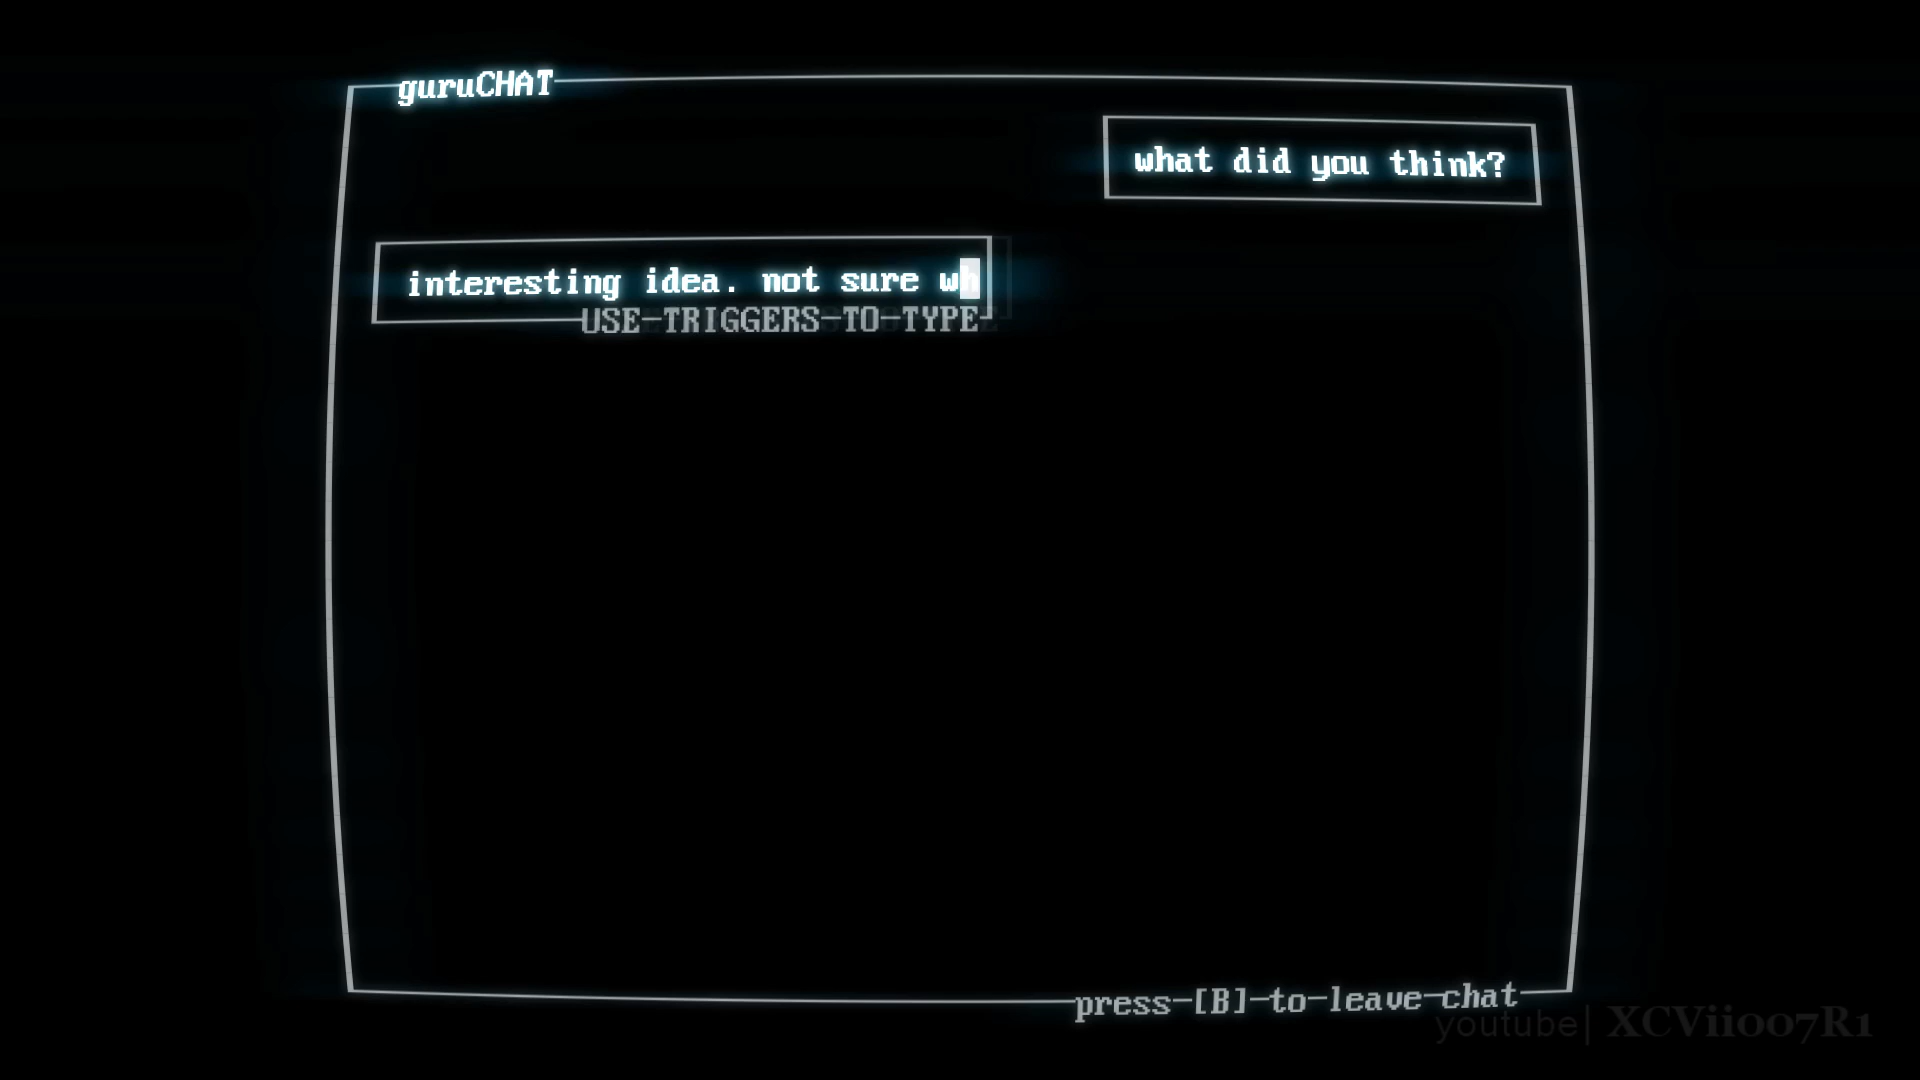 guruCHAT
what did you think?
interesting idea. not sure wh
USE-TRIGGERS-TO-TYPE
press-[B]-to-leave-chat
youtube| XCVii007R1